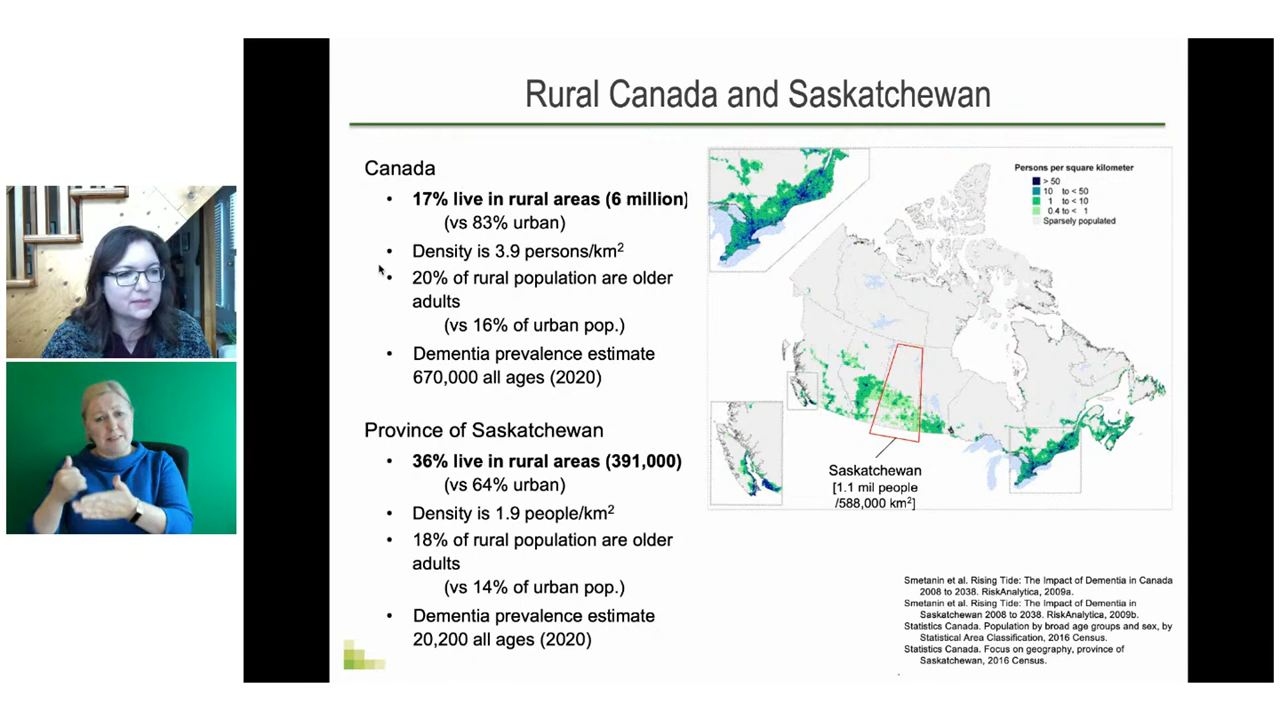 Rural Canada and Saskatchewan
Canada
• 17% live in rural areas (6 million)
(vs 83% urban)
• Density is 3.9 persons/km²
• 20% of rural population are older
adults
(vs 16% of urban pop.)
• Dementia prevalence estimate
670,000 all ages (2020)
Province of Saskatchewan
• 36% live in rural areas (391,000)
(vs 64% urban)
• Density is 1.9 people/km²
• 18% of rural population are older
adults
(vs 14% of urban pop.)
• Dementia prevalence estimate
20,200 all ages (2020)
Persons per square kilometer
> 50
10 to < 50
1 to < 10
0.4 to < 1
Sparsely populated
Saskatchewan
[1.1 mil people
/588,000 km²]
Smetanin et al. Rising Tide: The Impact of Dementia in Canada
2008 to 2038. RiskAnalytica, 2009a.
Smetanin et al. Rising Tide: The Impact of Dementia in
Saskatchewan 2008 to 2038. RiskAnalytica, 2009b.
Statistics Canada. Population by broad age groups and sex, by
Statistical Area Classification, 2016 Census.
Statistics Canada. Focus on geography, province of
Saskatchewan, 2016 Census.